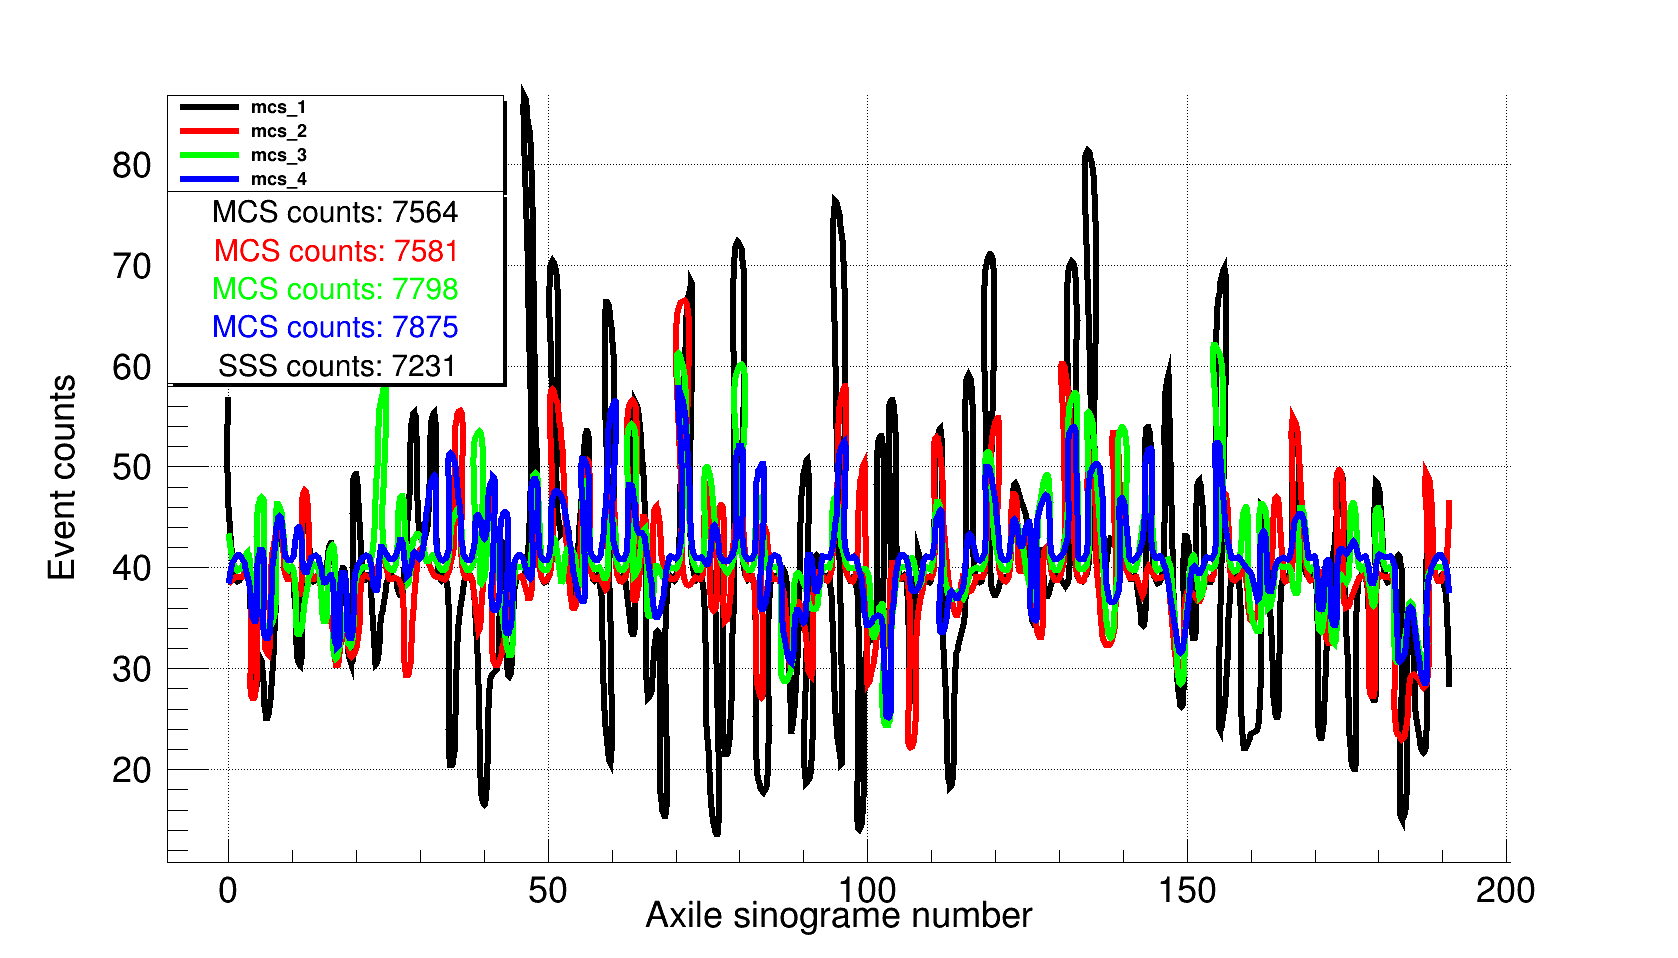 mcs_1
mcs_2
mcs_3
mcs_4
MCS counts: 7564
MCS counts: 7581
MCS counts: 7798
MCS counts: 7875
SSS counts: 7231
80
70
60
50
40
30
20
Event counts
0 50 100 150 200
Axile sinograme number